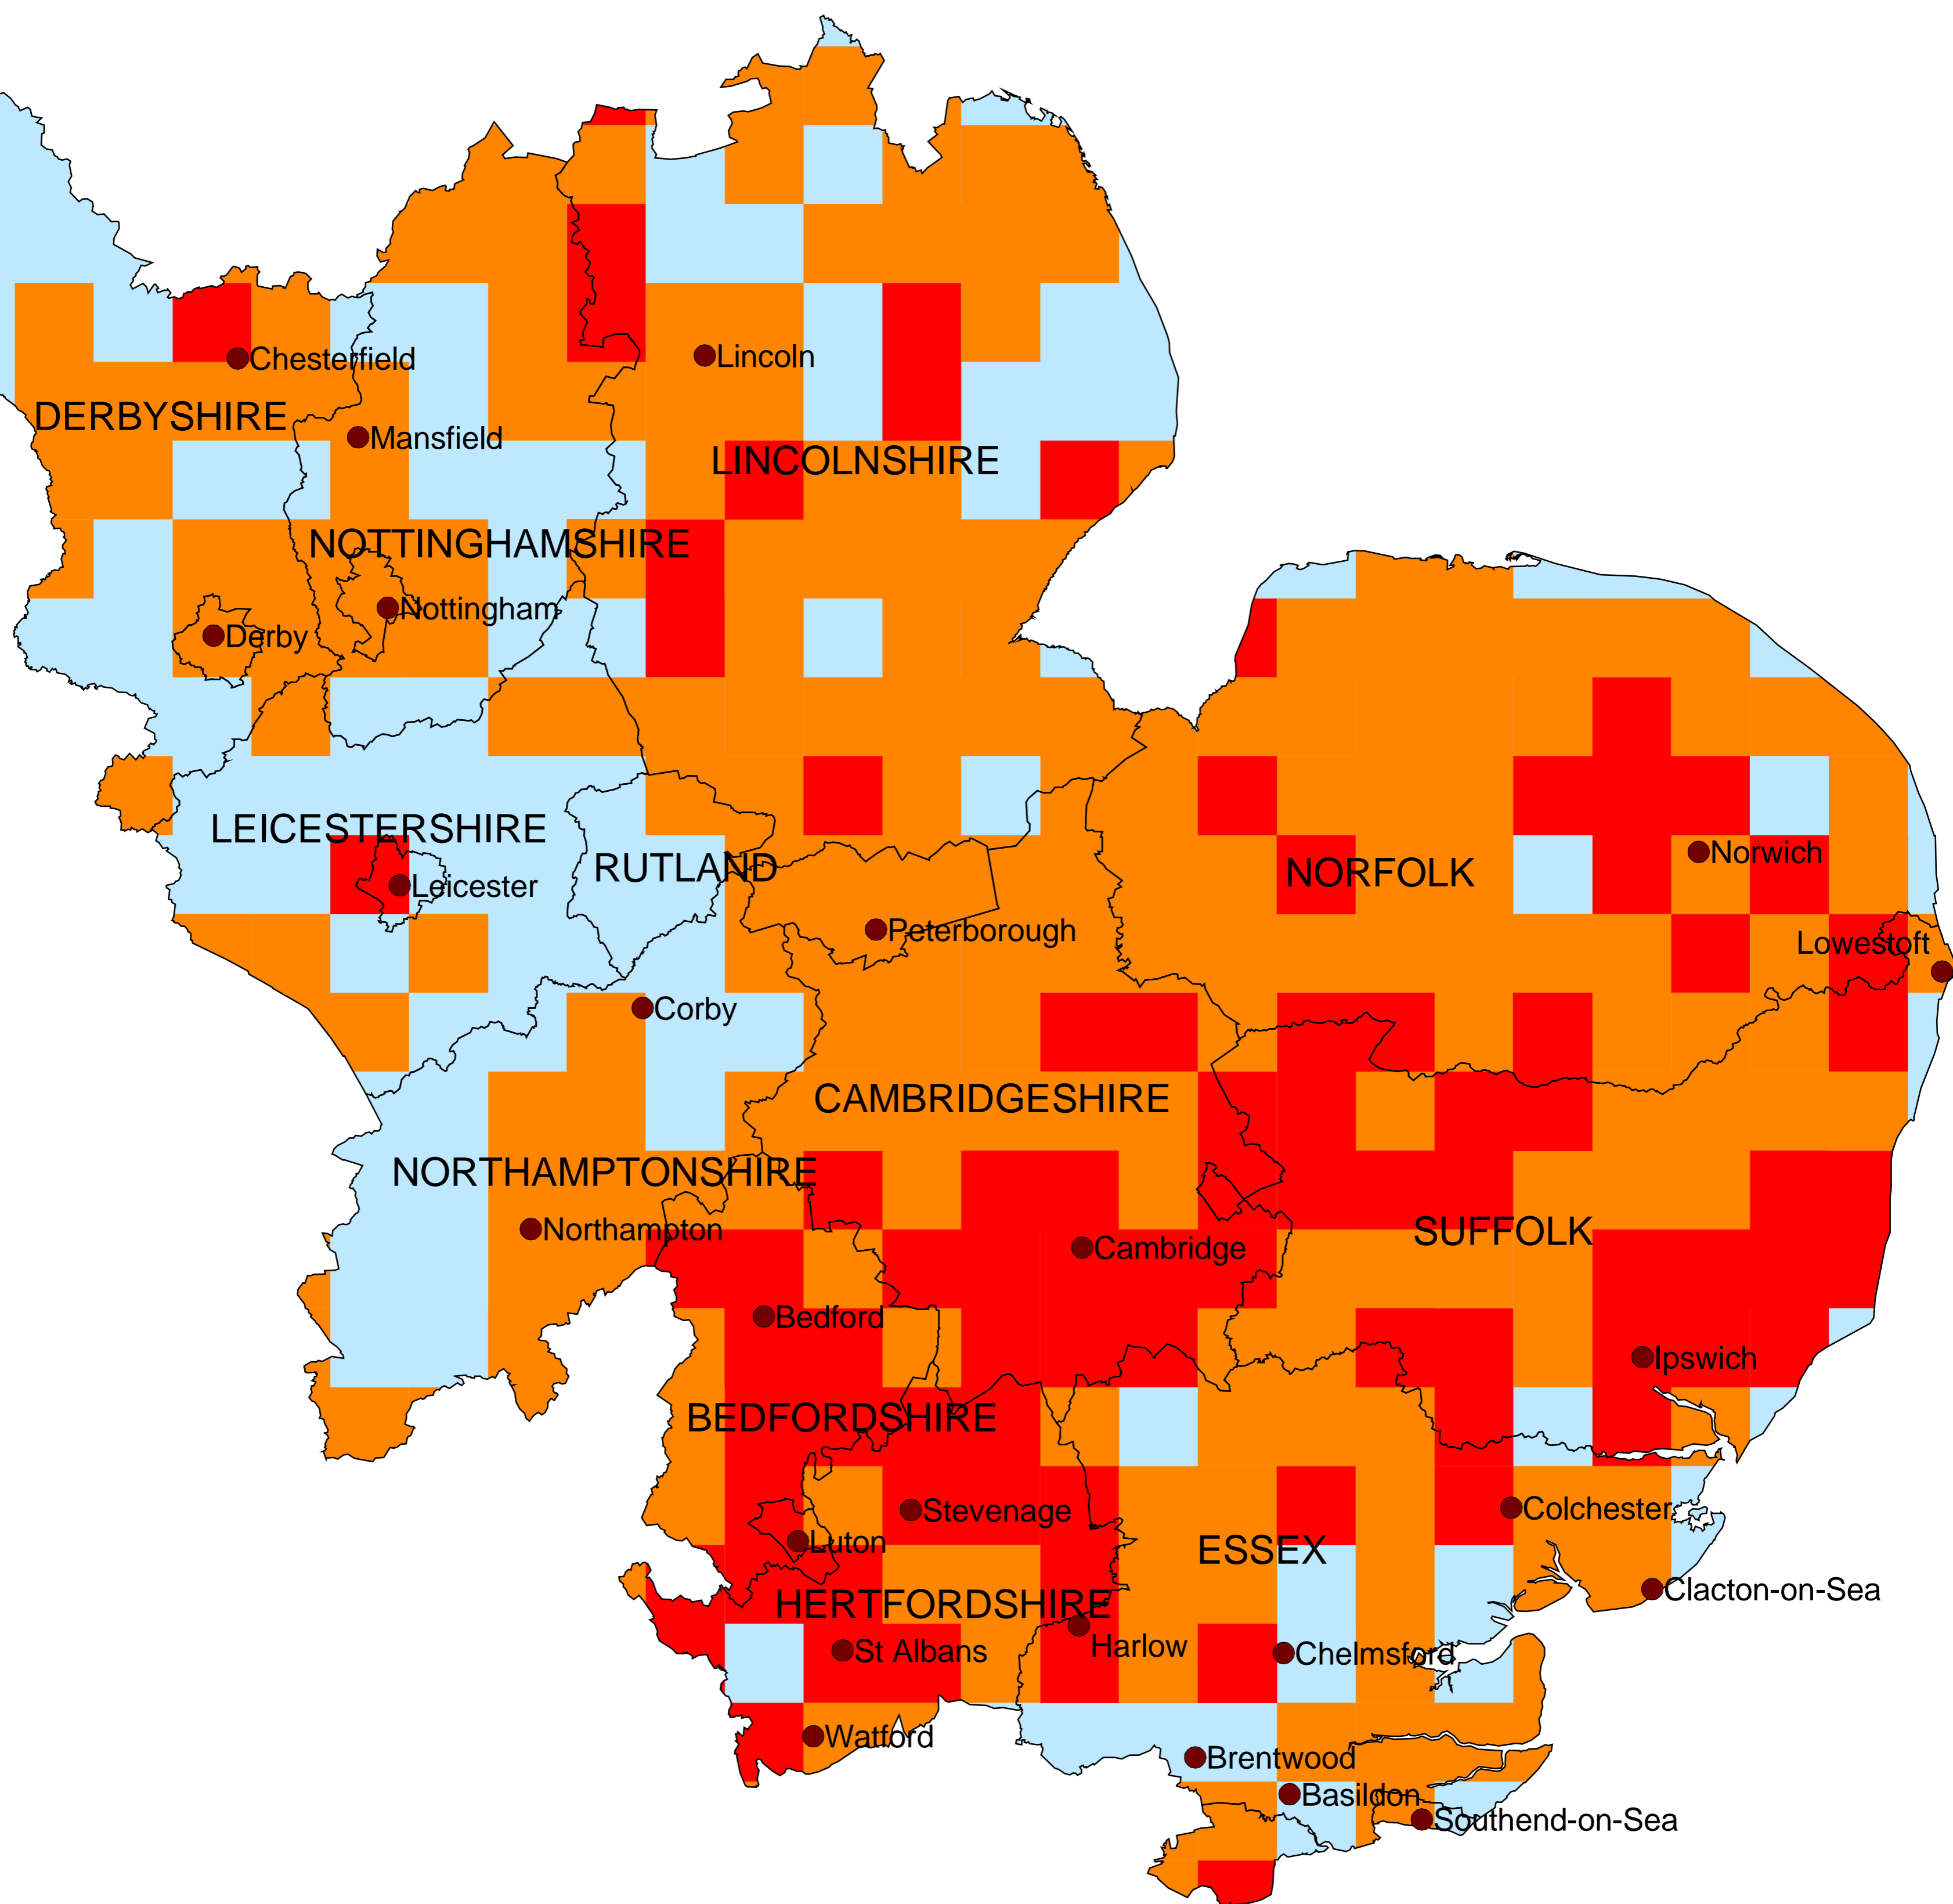 Chesterfield
Lincoln
DERBYSHIRE
Mansfield
LINCOLNSHIRE
NOTTINGHAMSHIRE
Nottingham
Derby
LEICESTERSHIRE
RUTLAND
NORFOLK
Norwich
Leicester
Peterborough
Lowestoft
Corby
CAMBRIDGESHIRE
NORTHAMPTONSHIRE
Northampton
SUFFOLK
Cambridge
Bedford
Ipswich
BEDFORDSHIRE
Stevenage
Colchester
Luton
ESSEX
Clacton-on-Sea
HERTFORDSHIRE
Harlow
St Albans
Chelmsford
Watford
Brentwood
Basildon
Southend-on-Sea